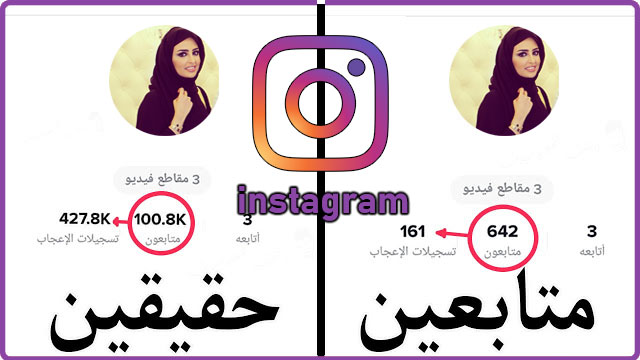 3 مقاطع فيديو
3 642 161
أتابعه متابعون تسجيلات الإعجاب
3 مقاطع فيديو
3 100.8K 427.8K
أتابعه متابعون تسجيلات الإعجاب
instagram
متابعين حقيقين